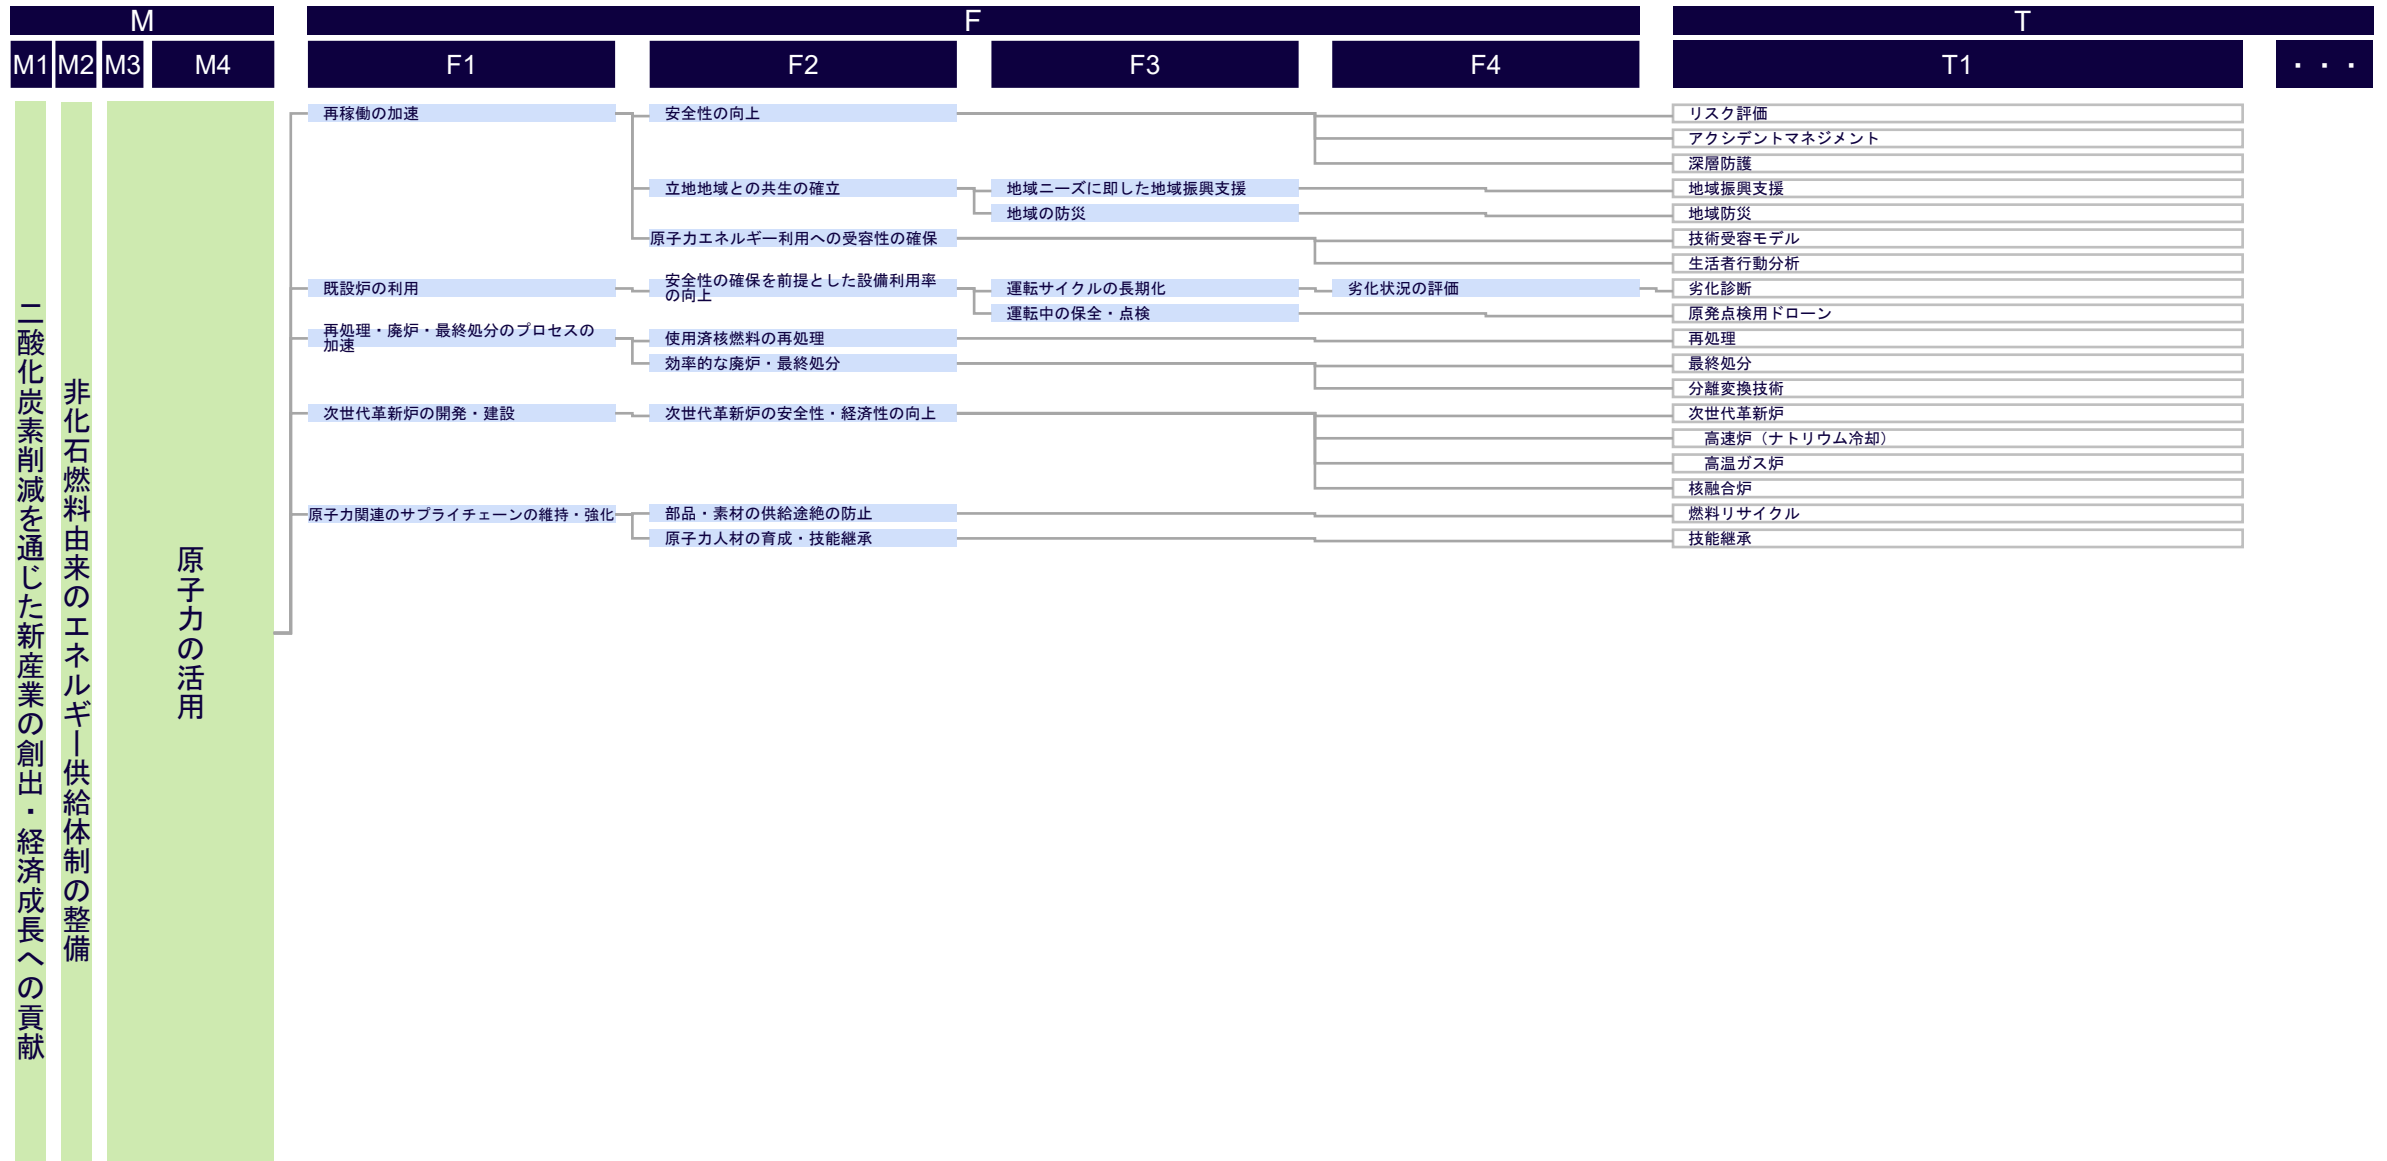 M
F
T
M1
M2
M3
M4
F1
F2
F3
F4
T1
・・・
二酸化炭素削減を通じた新産業の創出・経済成長への貢献
非化石燃料由来のエネルギー供給体制の整備
原子力の活用
再稼働の加速
安全性の向上
リスク評価
アクシデントマネジメント
深層防護
立地地域との共生の確立
地域ニーズに即した地域振興支援
地域振興支援
地域の防災
地域防災
原子力エネルギー利用への受容性の確保
技術受容モデル
生活者行動分析
既設炉の利用
安全性の確保を前提とした設備利用率
の向上
運転サイクルの長期化
劣化状況の評価
劣化診断
運転中の保全・点検
原発点検用ドローン
再処理・廃炉・最終処分のプロセスの
加速
使用済核燃料の再処理
再処理
効率的な廃炉・最終処分
最終処分
分離変換技術
次世代革新炉の開発・建設
次世代革新炉の安全性・経済性の向上
次世代革新炉
高速炉（ナトリウム冷却）
高温ガス炉
核融合炉
原子力関連のサプライチェーンの維持・強化
部品・素材の供給途絶の防止
燃料リサイクル
原子力人材の育成・技能継承
技能継承